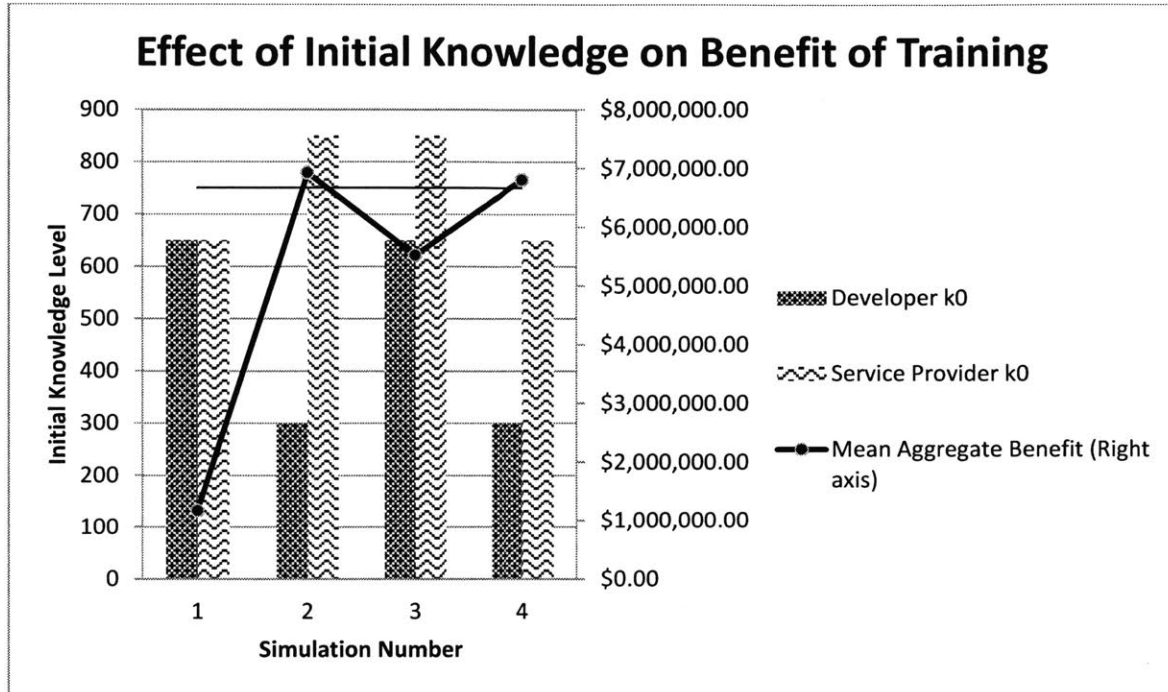 Effect of Initial Knowledge on Benefit of Training
Initial Knowledge Level
900
800
700
600
500
400
300
200
100
0
$8,000,000.00
$7,000,000.00
$6,000,000.00
$5,000,000.00
$4,000,000.00
$3,000,000.00
$2,000,000.00
$1,000,000.00
$0.00
1 2 3 4
Simulation Number
Developer k0
Service Provider k0
Mean Aggregate Benefit (Right
axis)